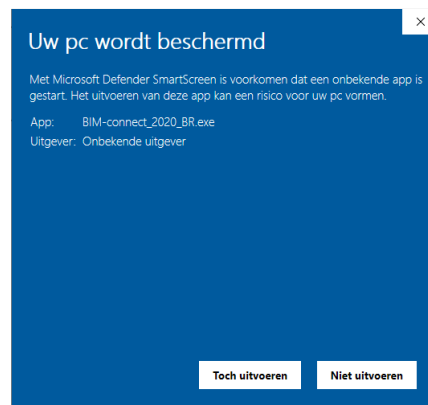 Uw pc wordt beschermd
Met Microsoft Defender SmartScreen is voorkomen dat een onbekende app is
gestart. Het uitvoeren van deze app kan een risico voor uw pc vormen.
App: BIM-connect_2020_BR.exe
Uitgever: Onbekende uitgever
Toch uitvoeren Niet uitvoeren